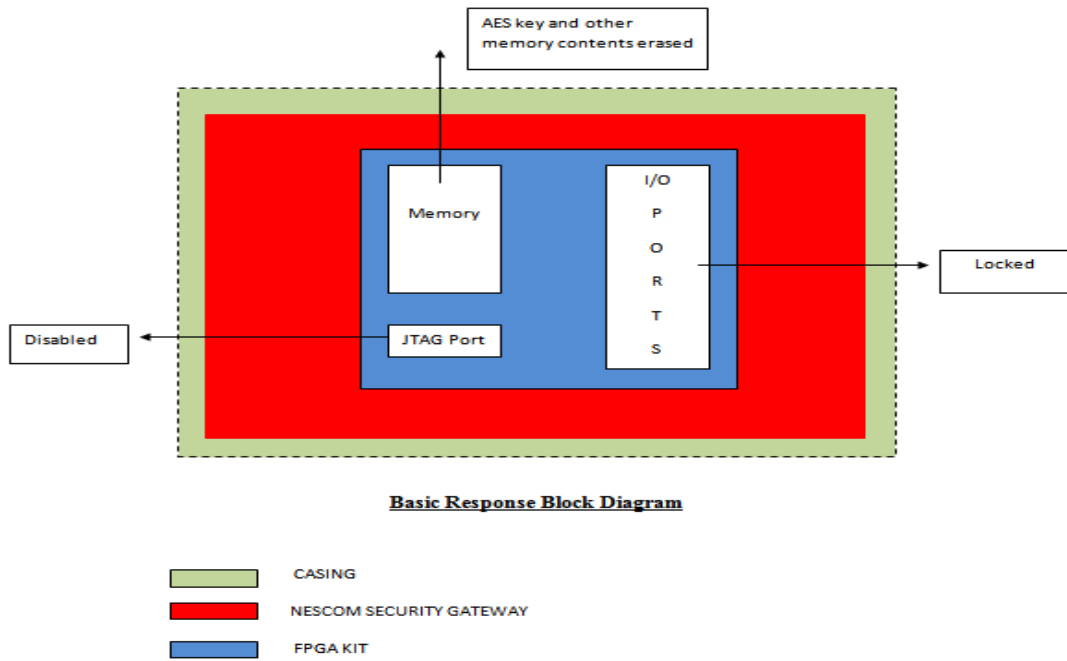 AES key and other
memory contents erased
Memory
I/O
P
O
R
T
S
Locked
Disabled
JTAG Port
Basic Response Block Diagram
CASING
NESCOM SECURITY GATEWAY
FPGA KIT